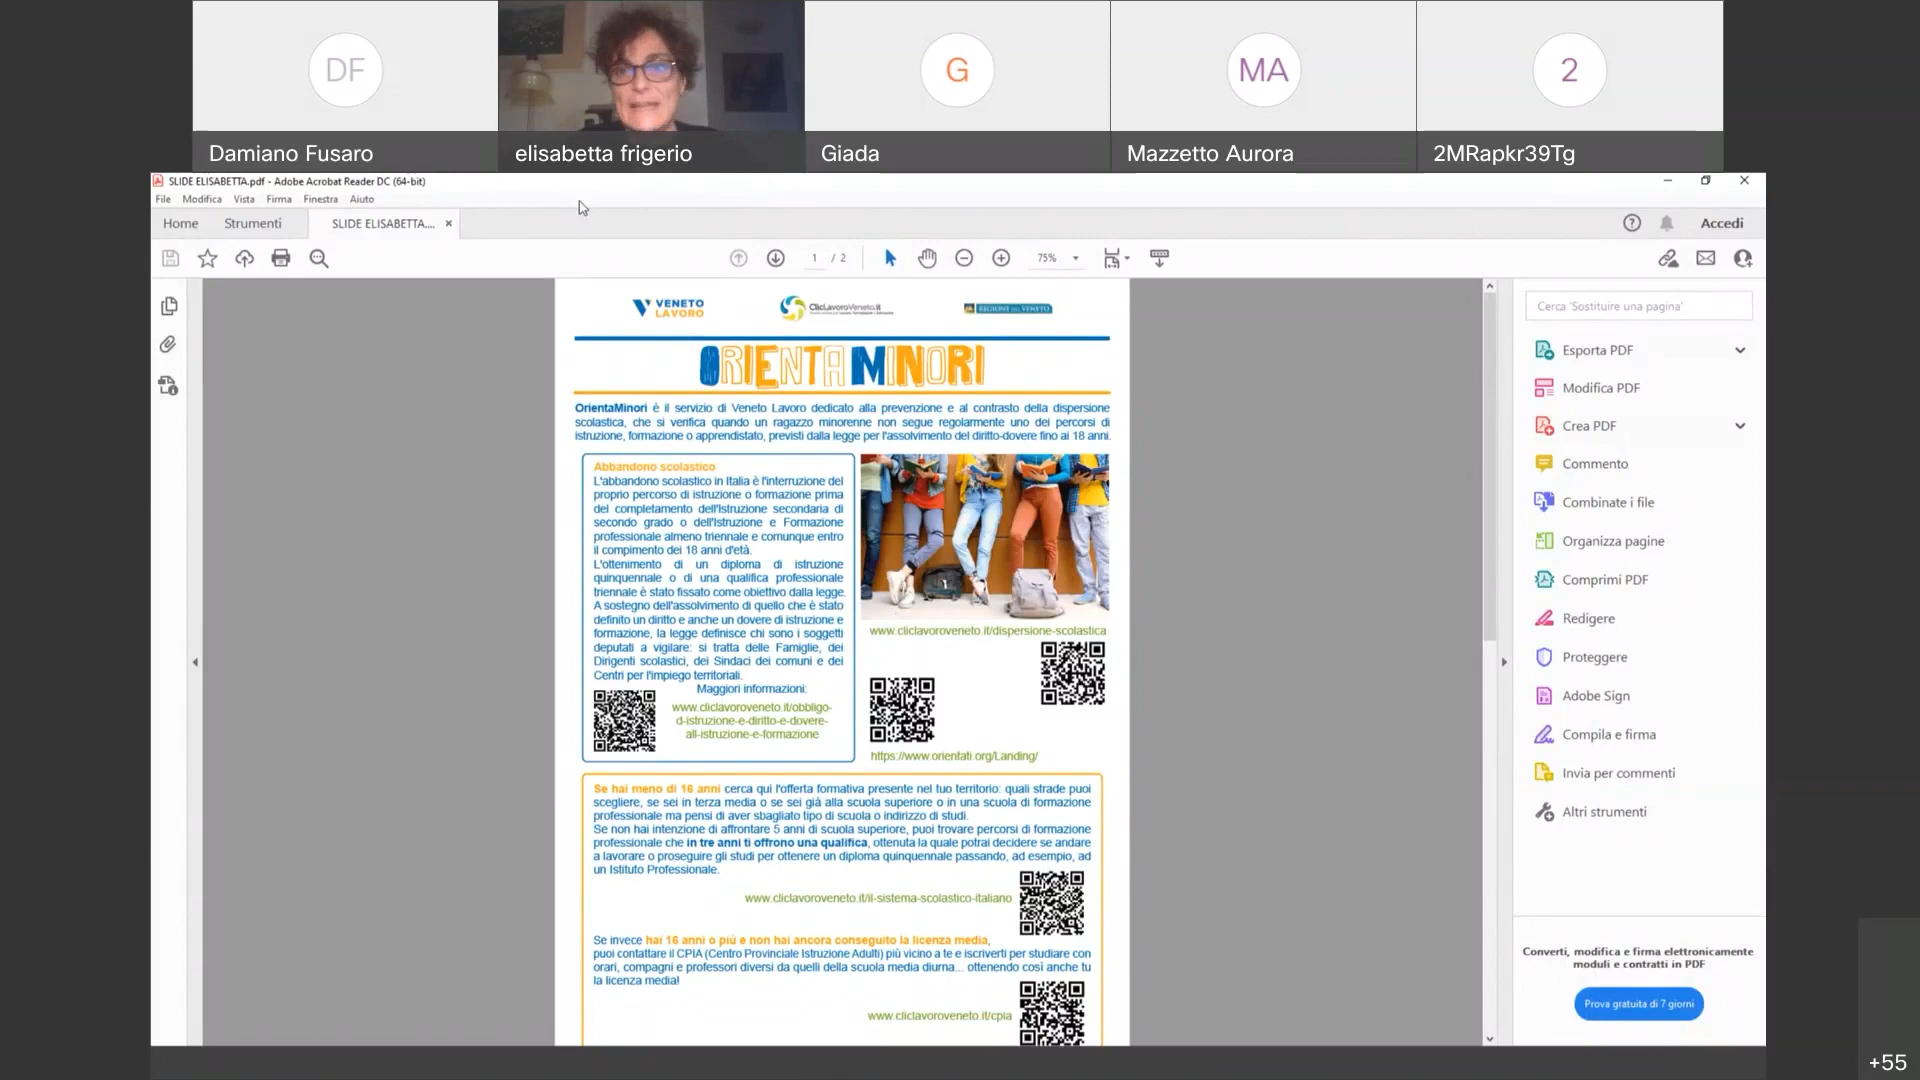 DF
G
MA
2
Damiano Fusaro
elisabetta frigerio
Giada
Mazzetto Aurora
2MRapkr39Tg
SLIDE ELISABETTA.pdf - Adobe Acrobat Reader DC (64-bit)
File Modifica Vista Firma Finestra Aiuto
Home Strumenti SLIDE ELISABETTA.... Accedi
1 / 2
75%
VENETO
LAVORO
ClicLavoroVeneto.it
REGIONE DEL VENETO
ORIENTA MINORI
OrientaMinori è il servizio di Veneto Lavoro dedicato alla prevenzione e al contrasto della dispersione
scolastica, che si verifica quando un ragazzo minorenne non segue regolarmente uno dei percorsi di
istruzione, formazione o apprendistato, previsti dalla legge per l'assolvimento del diritto-dovere fino ai 18 anni.
Abbandono scolastico
L'abbandono scolastico in Italia è l'interruzione del
proprio percorso di istruzione o formazione prima
del completamento dell'Istruzione secondaria di
secondo grado o dell'Istruzione e Formazione
professionale almeno triennale e comunque entro
il compimento dei 18 anni d'età.
L'ottenimento di un diploma di istruzione
quinquennale o di una qualifica professionale
triennale è stato fissato come obiettivo dalla legge.
A sostegno dell'assolvimento di quello che è stato
definito un diritto e anche un dovere di istruzione e
formazione, la legge definisce chi sono i soggetti
deputati a vigilare: si tratta delle Famiglie, dei
Dirigenti scolastici, dei Sindaci dei comuni e dei
Centri per l'impiego territoriali.
Maggiori informazioni:
www.cliclavoroveneto.it/obbligo-
d-istruzione-e-diritto-e-dovere-
all-istruzione-e-formazione
www.cliclavoroveneto.it/dispersione-scolastica
https://www.orientati.org/Landing/
Se hai meno di 16 anni cerca qui l'offerta formativa presente nel tuo territorio: quali strade puoi
scegliere, se sei in terza media o se sei già alla scuola superiore o in una scuola di formazione
professionale ma pensi di aver sbagliato tipo di scuola o indirizzo di studi.
Se non hai intenzione di affrontare 5 anni di scuola superiore, puoi trovare percorsi di formazione
professionale che in tre anni ti offrono una qualifica, ottenuta la quale potrai decidere se andare
a lavorare o proseguire gli studi per ottenere un diploma quinquennale passando, ad esempio, ad
un Istituto Professionale.
www.cliclavoroveneto.it/il-sistema-scolastico-italiano
Se invece hai 16 anni o più e non hai ancora conseguito la licenza media,
puoi contattare il CPIA (Centro Provinciale Istruzione Adulti) più vicino a te e iscriverti per studiare con
orari, compagni e professori diversi da quelli della scuola media diurna... ottenendo così anche tu
la licenza media!
www.cliclavoroveneto.it/cpia
Cerca 'Sostituire una pagina'
Esporta PDF
Modifica PDF
Crea PDF
Commento
Combinate i file
Organizza pagine
Comprimi PDF
Redigere
Proteggere
Adobe Sign
Compila e firma
Invia per commenti
Altri strumenti
Converti, modifica e firma elettronicamente
moduli e contratti in PDF
Prova gratuita di 7 giorni
+55